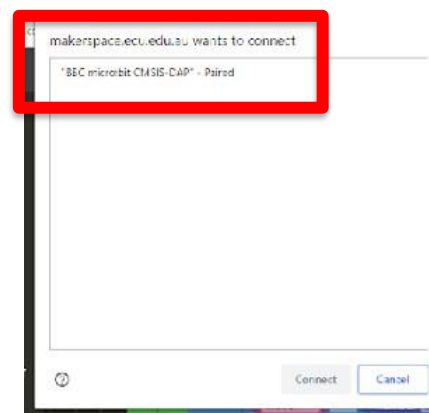 makerspace.ecu.edu.au wants to connect
"BBC micro:bit CMSIS-DAP" - Paired
Connect Cancel